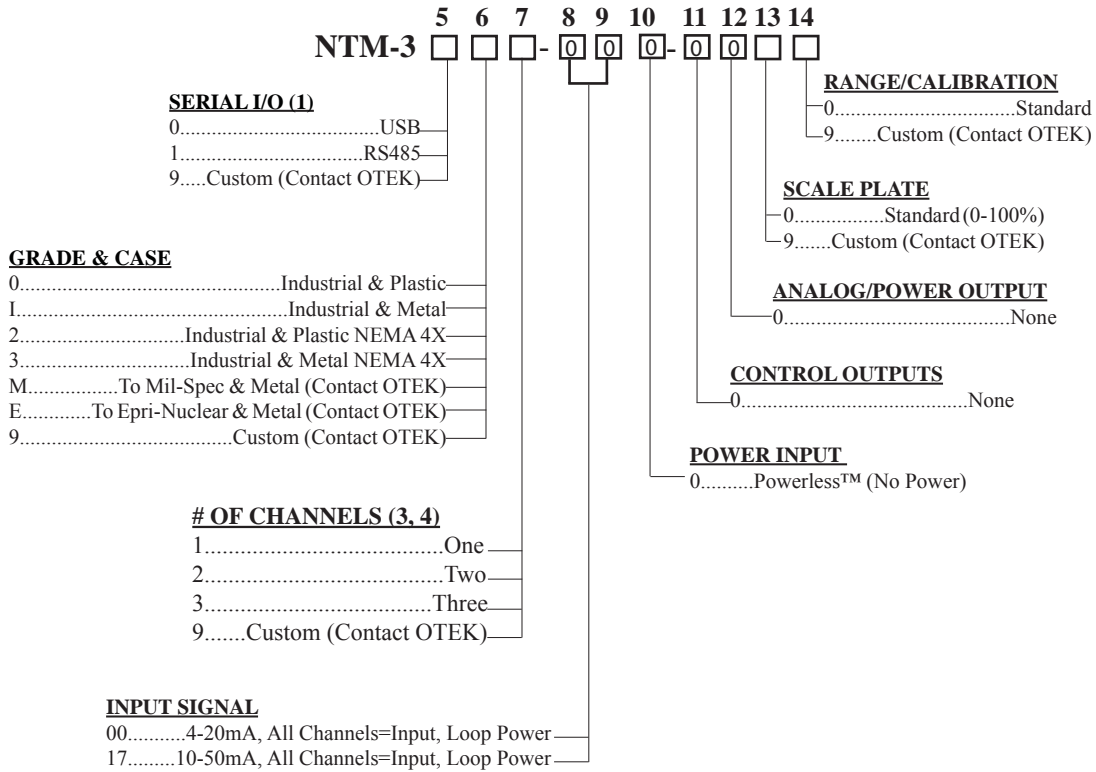 5 6 7 8 9 10 11 12 13 14
NTM-3 □ □ □ - 0 0 0 - 0 0 □ □
RANGE/CALIBRATION
0...................................Standard
9........Custom (Contact OTEK)
SERIAL I/O (1)
0...................................USB
1................................RS485
9.....Custom (Contact OTEK)
SCALE PLATE
0.................Standard (0-100%)
9.......Custom (Contact OTEK)
GRADE & CASE
0.............................................Industrial & Plastic
I..............................................Industrial & Metal
2............................Industrial & Plastic NEMA 4X
3.............................Industrial & Metal NEMA 4X
M...............To Mil-Spec & Metal (Contact OTEK)
E............To Epri-Nuclear & Metal (Contact OTEK)
9....................................Custom (Contact OTEK)
ANALOG/POWER OUTPUT
0.......................................None
CONTROL OUTPUTS
0.......................................None
POWER INPUT
0..........Powerless™ (No Power)
# OF CHANNELS (3, 4)
1.....................................One
2.....................................Two
3...................................Three
9.......Custom (Contact OTEK)
INPUT SIGNAL
00..........4-20mA, All Channels=Input, Loop Power
17.........10-50mA, All Channels=Input, Loop Power